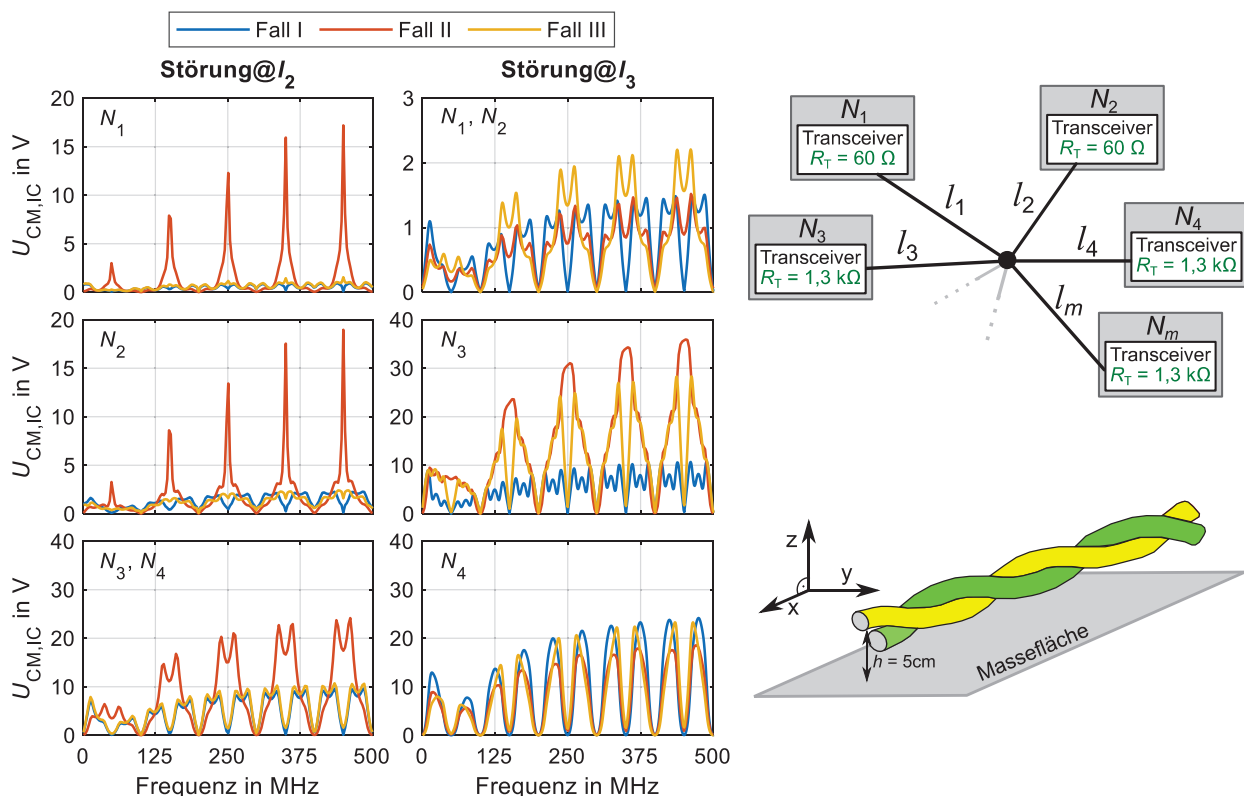 Fall I Fall II Fall III
Störung@l2 Störung@l3
20
15
10
5
0
UCM,IC in V
N1
3
2
1
0
N1, N2
20
15
10
5
0
UCM,IC in V
N2
40
30
20
10
0
N3
40
30
20
10
0
UCM,IC in V
N3, N4
0 125 250 375 500
Frequenz in MHz
40
30
20
10
0
N4
0 125 250 375 500
Frequenz in MHz
N1
Transceiver
RT = 60 Ω
N2
Transceiver
RT = 60 Ω
N3
Transceiver
RT = 1,3 kΩ
N4
Transceiver
RT = 1,3 kΩ
Nm
Transceiver
RT = 1,3 kΩ
l1
l2
l3
l4
lm
z
y
x
h = 5cm
Massefläche